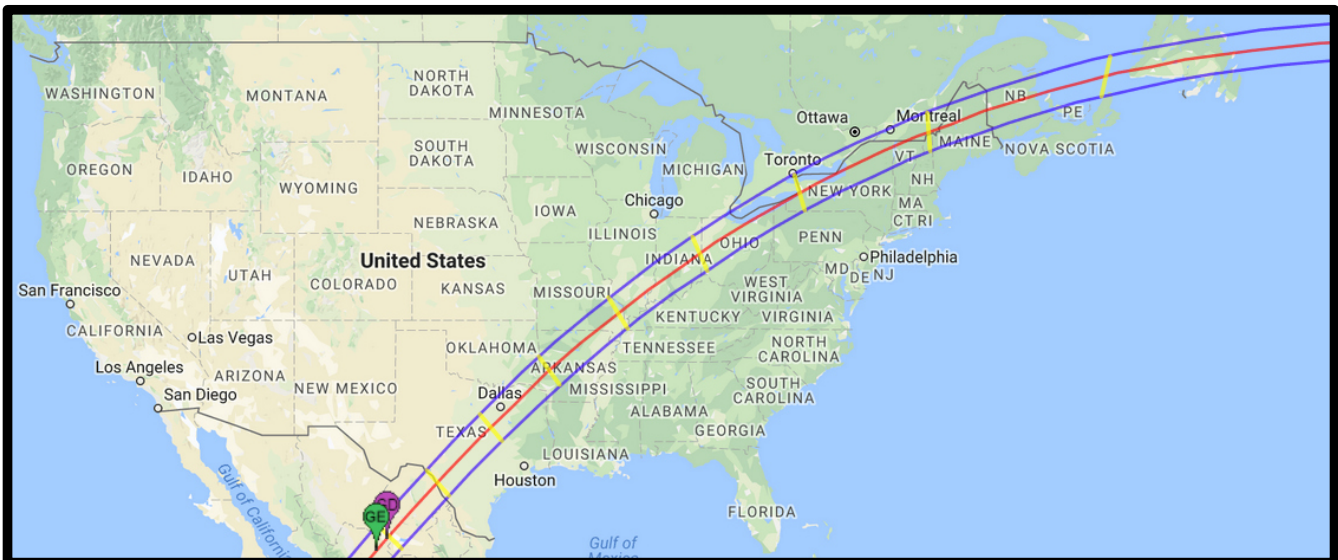 WASHINGTON
MONTANA
NORTH
DAKOTA
MINNESOTA
OREGON
IDAHO
WYOMING
SOUTH
DAKOTA
WISCONSIN
MICHIGAN
Ottawa
Montreal
NB
PE
VT
MAINE
NOVA SCOTIA
Toronto
NH
NEW YORK
MA
CT RI
NEBRASKA
IOWA
Chicago
ILLINOIS
INDIANA
OHIO
PENN
NEVADA
UTAH
COLORADO
United States
KANSAS
MISSOURI
WEST
VIRGINIA
MD
DE
NJ
Philadelphia
San Francisco
CALIFORNIA
Las Vegas
KENTUCKY
VIRGINIA
Los Angeles
ARIZONA
NEW MEXICO
OKLAHOMA
ARKANSAS
TENNESSEE
NORTH
CAROLINA
San Diego
Dallas
MISSISSIPPI
SOUTH
CAROLINA
ALABAMA
GEORGIA
TEXAS
LOUISIANA
Houston
FLORIDA
Gulf of California
GE
Gulf of